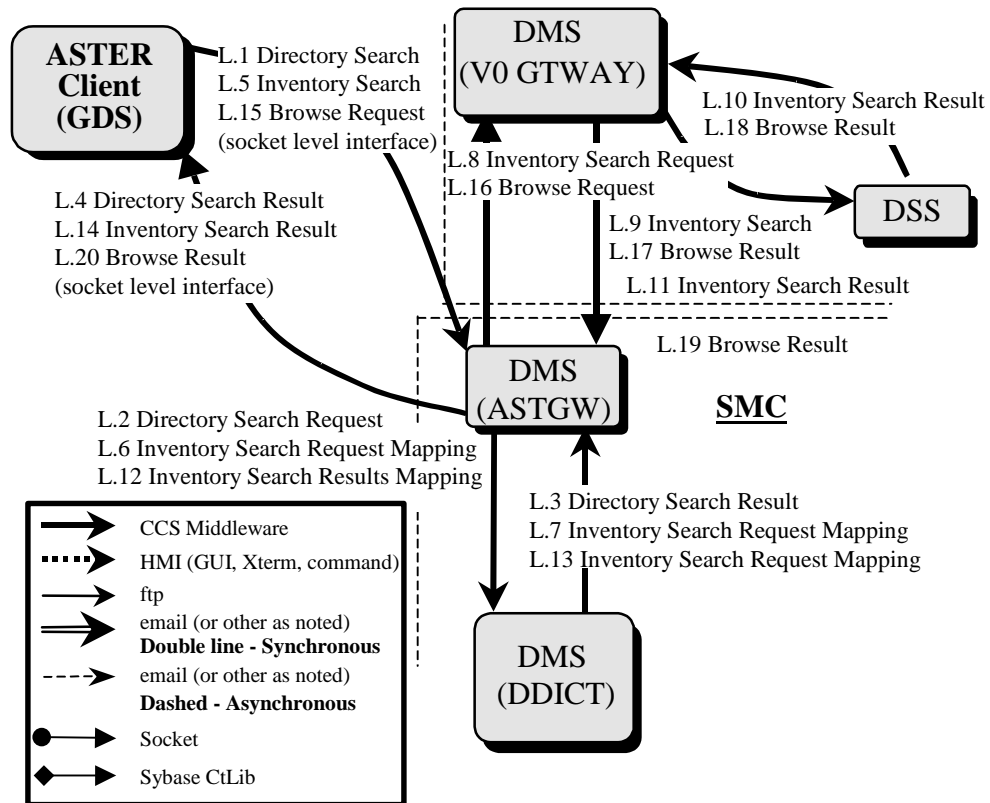 ASTER
Client
(GDS)
L.1 Directory Search
L.5 Inventory Search
L.15 Browse Request
(socket level interface)
DMS
(V0 GTWAY)
L.10 Inventory Search Result
L.18 Browse Result
L.8 Inventory Search Request
L.16 Browse Request
DSS
L.4 Directory Search Result
L.14 Inventory Search Result
L.20 Browse Result
(socket level interface)
L.9 Inventory Search
L.17 Browse Result
L.11 Inventory Search Result
L.19 Browse Result
DMS
(ASTGW)
SMC
L.2 Directory Search Request
L.6 Inventory Search Request Mapping
L.12 Inventory Search Results Mapping
L.3 Directory Search Result
L.7 Inventory Search Request Mapping
L.13 Inventory Search Request Mapping
DMS
(DDICT)
CCS Middleware
HMI (GUI, Xterm, command)
ftp
email (or other as noted)
Double line - Synchronous
email (or other as noted)
Dashed - Asynchronous
Socket
Sybase CtLib